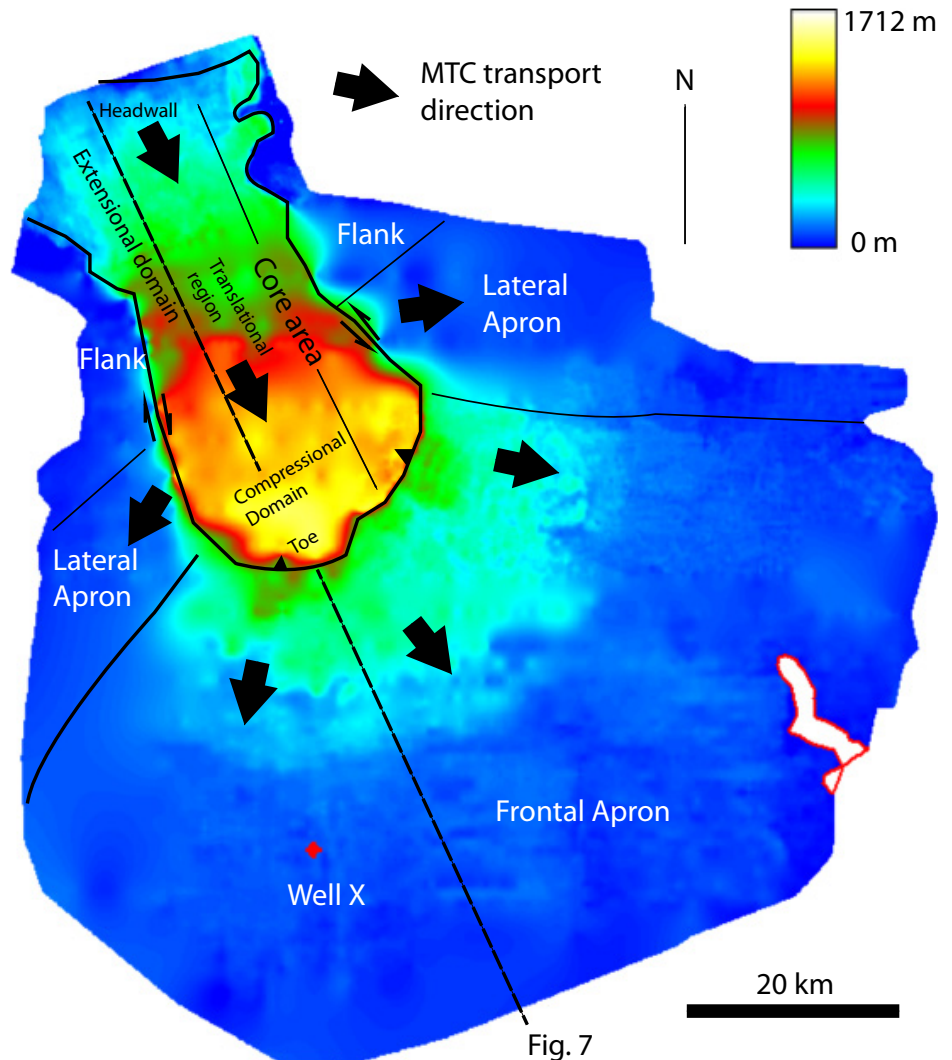 1712 m
0 m
MTC transport
direction
N
Headwall
Extensional domain
Translational
region
Core area
Flank
Lateral
Apron
Flank
Compressional
Domain
Toe
Lateral
Apron
Frontal Apron
Well X
20 km
Fig. 7